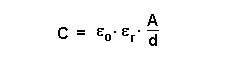 C = ε₀ · εᵣ · A/d